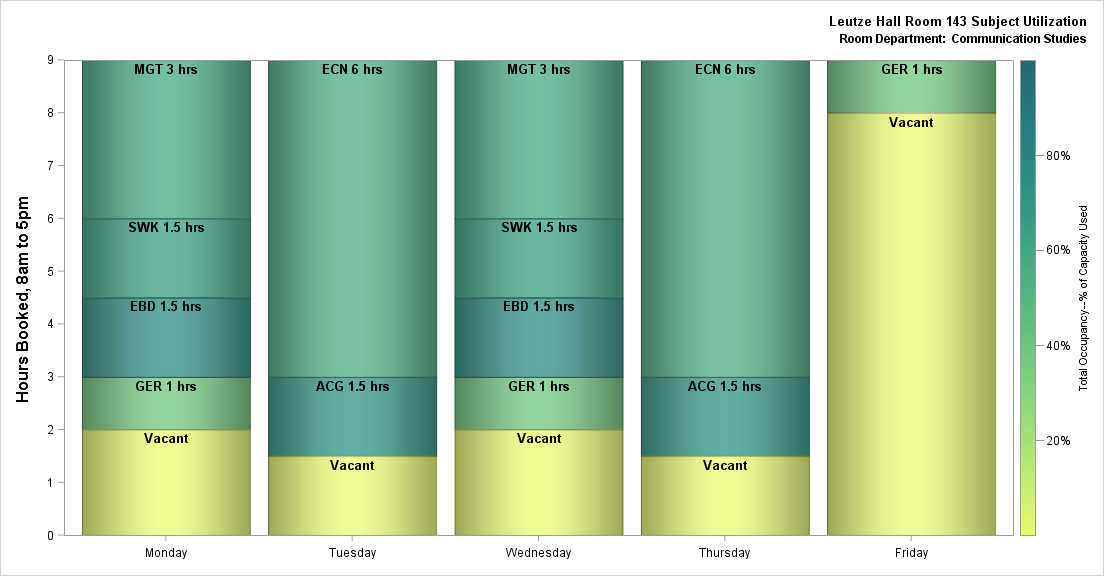 Leutze Hall Room 143 Subject Utilization
Room Department: Communication Studies
Hours Booked, 8am to 5pm
9
8
7
6
5
4
3
2
1
0
MGT 3 hrs
SWK 1.5 hrs
EBD 1.5 hrs
GER 1 hrs
Vacant
ECN 6 hrs
ACG 1.5 hrs
Vacant
MGT 3 hrs
SWK 1.5 hrs
EBD 1.5 hrs
GER 1 hrs
Vacant
ECN 6 hrs
ACG 1.5 hrs
Vacant
GER 1 hrs
Vacant
Monday
Tuesday
Wednesday
Thursday
Friday
80%
60%
40%
20%
Total Occupancy--% of Capacity Used